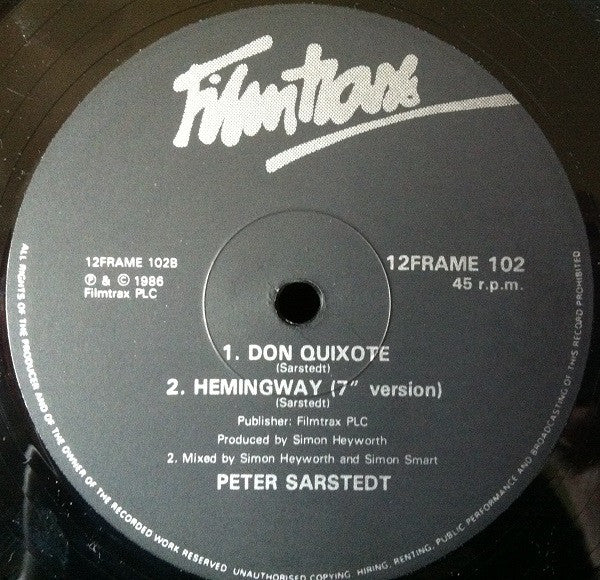 Filmtrax
12FRAME 102B
℗ & © 1986
Filmtrax PLC
12FRAME 102
45 r.p.m.
1. DON QUIXOTE
(Sarstedt)
2. HEMINGWAY (7" version)
(Sarstedt)
Publisher: Filmtrax PLC
Produced by Simon Heyworth
2. Mixed by Simon Heyworth and Simon Smart
PETER SARSTEDT
ALL RIGHTS OF THE PRODUCER AND OF THE OWNER OF THE RECORDED WORK RESERVED UNAUTHORISED COPYING, HIRING, RENTING, PUBLIC PERFORMANCE AND BROADCASTING OF THIS RECORD PROHIBITED